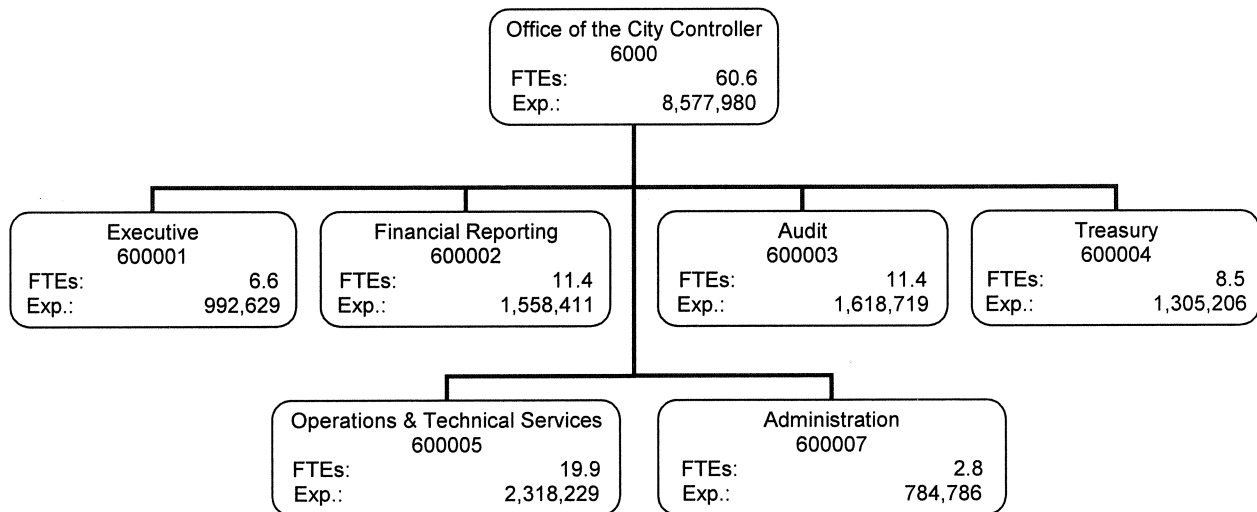 Office of the City Controller
6000
FTEs: 60.6
Exp.: 8,577,980
Executive
600001
FTEs: 6.6
Exp.: 992,629
Financial Reporting
600002
FTEs: 11.4
Exp.: 1,558,411
Audit
600003
FTEs: 11.4
Exp.: 1,618,719
Treasury
600004
FTEs: 8.5
Exp.: 1,305,206
Operations & Technical Services
600005
FTEs: 19.9
Exp.: 2,318,229
Administration
600007
FTEs: 2.8
Exp.: 784,786